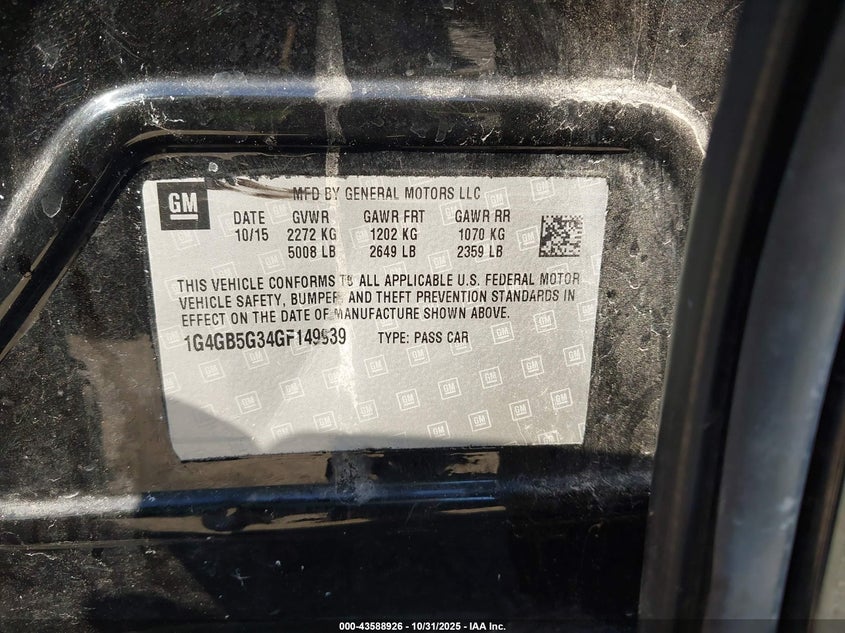 GM
MFD BY GENERAL MOTORS LLC
DATE GVWR GAWR FRT GAWR RR
10/15 2272 KG 1202 KG 1070 KG
5008 LB 2649 LB 2359 LB
THIS VEHICLE CONFORMS TO ALL APPLICABLE U.S. FEDERAL MOTOR
VEHICLE SAFETY, BUMPER, AND THEFT PREVENTION STANDARDS IN
EFFECT ON THE DATE OF MANUFACTURE SHOWN ABOVE.
1G4GB5G34GF149939 TYPE: PASS CAR
000-43588926 - 10/31/2025 - IAA Inc.